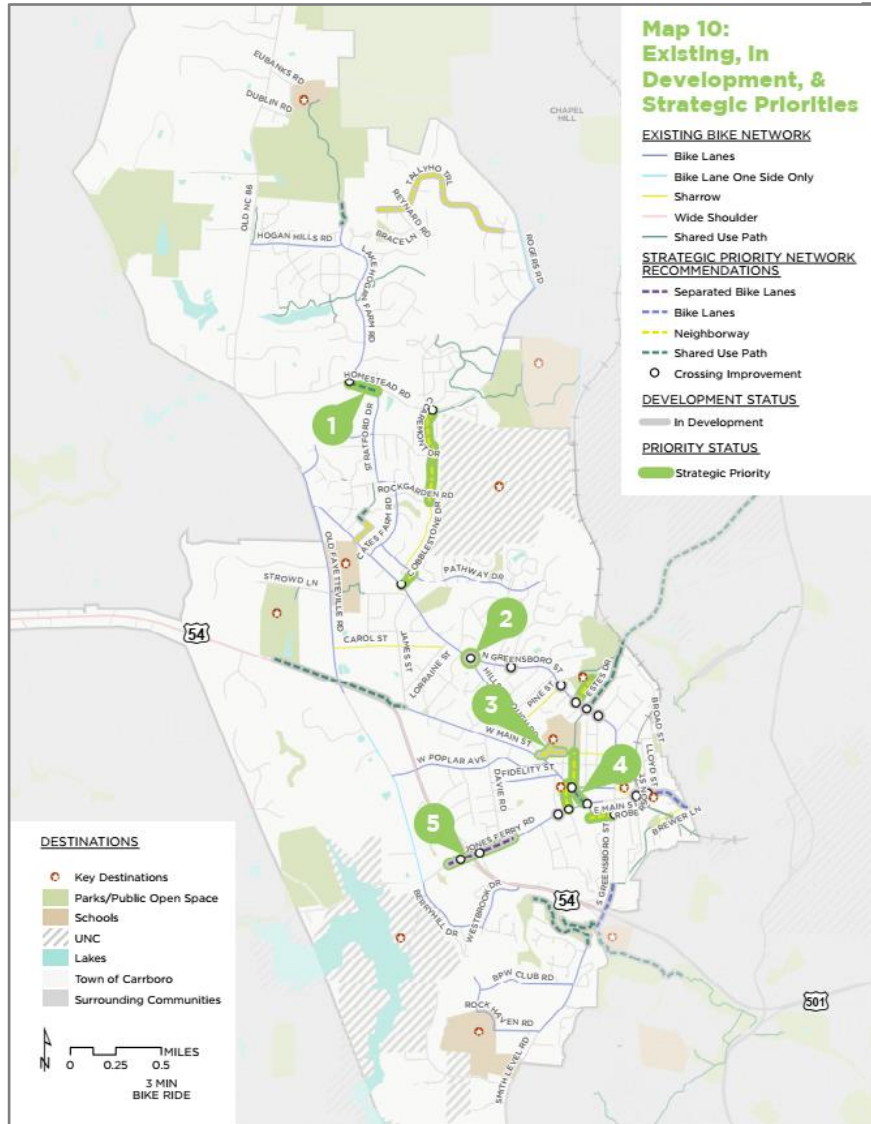 Map 10:
Existing, in
Development, &
Strategic Priorities
EXISTING BIKE NETWORK
Bike Lanes
Bike Lane One Side Only
Sharrow
Wide Shoulder
Shared Use Path
STRATEGIC PRIORITY NETWORK
RECOMMENDATIONS
Separated Bike Lanes
Bike Lanes
Neighborway
Shared Use Path
Crossing Improvement
DEVELOPMENT STATUS
In Development
PRIORITY STATUS
Strategic Priority
EUBANKS RD
DUBLIN RD
CHAPEL
HILL
OLD NC 86
TALLYHO TRL
REYNARD RD
BRACE LN
HOGAN HILLS RD
ROGERS RD
LAKE HOGAN FARM RD
HOMESTEAD RD
1
CLAREMONT DR
STRATFORD DR
ROCKGARDEN RD
CATES FARM RD
COBBLESTONE DR
OLD FAYETTEVILLE RD
PATHWAY DR
STROWD LN
54
2
CAROL ST
JAMES ST
LORRAINE ST
N GREENSBORO ST
HILLSBOROUGH RD
PINE ST
ESTES DR
3
W MAIN ST
BROAD ST
LLOYD ST
W POPLAR AVE
FIDELITY ST
DAVIE RD
4
E MAIN ST
BREWER LN
5
JONES FERRY RD
S GREENSBORO ST
54
WESTBROOK DR
BERRYHILL DR
BPW CLUB RD
501
ROCK HAVEN RD
SMITH LEVEL RD
DESTINATIONS
Key Destinations
Parks/Public Open Space
Schools
UNC
Lakes
Town of Carrboro
Surrounding Communities
N
0 0.25 0.5 MILES
3 MIN
BIKE RIDE